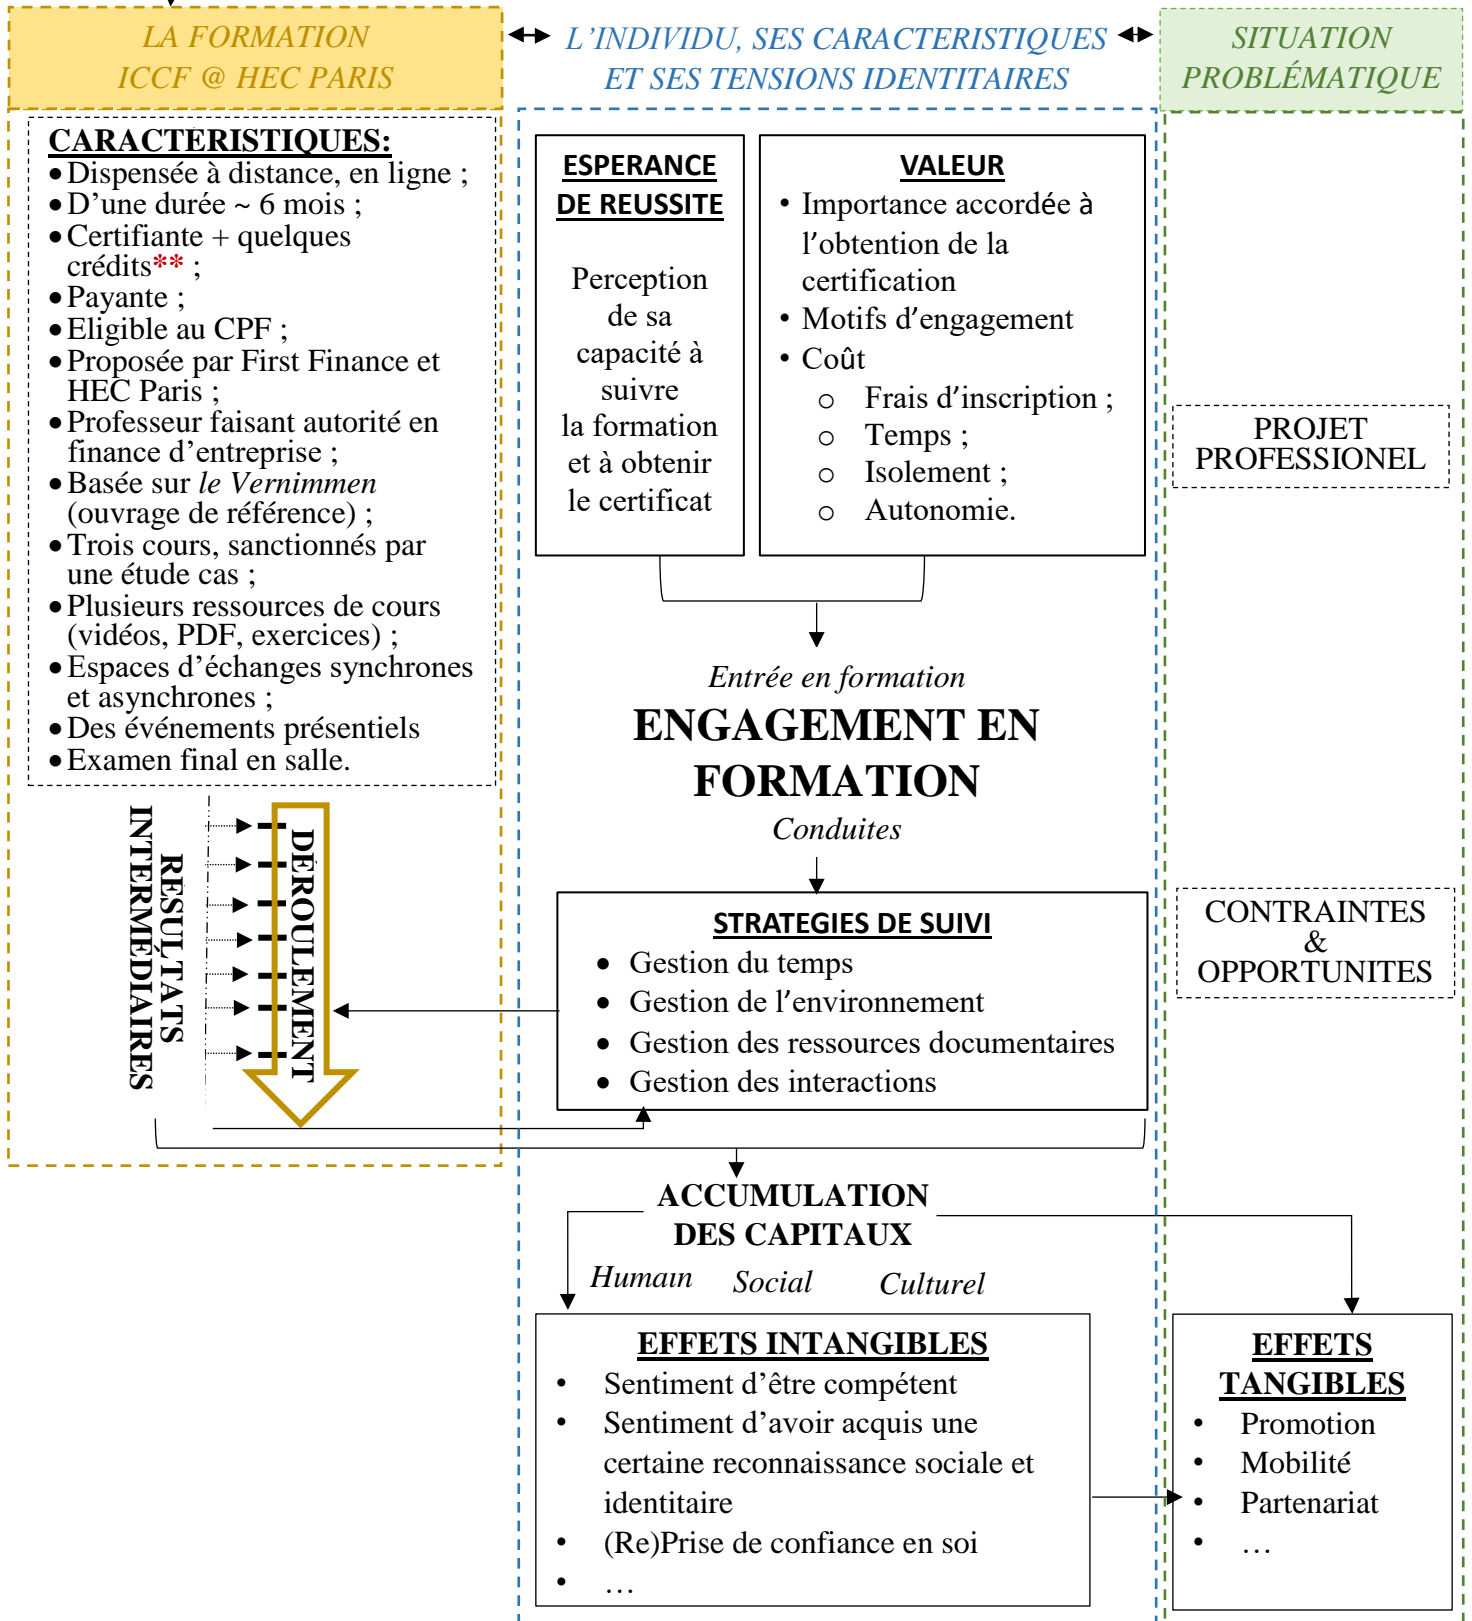 LA FORMATION
ICCF @ HEC PARIS
L'INDIVIDU, SES CARACTERISTIQUES
ET SES TENSIONS IDENTITAIRES
SITUATION
PROBLÉMATIQUE
CARACTÉRISTIQUES:
• Dispensée à distance, en ligne ;
• D'une durée ~ 6 mois ;
• Certifiante + quelques
crédits** ;
• Payante ;
• Eligible au CPF ;
• Proposée par First Finance et
HEC Paris ;
• Professeur faisant autorité en
finance d'entreprise ;
• Basée sur le Vernimmen
(ouvrage de référence) ;
• Trois cours, sanctionnés par
une étude cas ;
• Plusieurs ressources de cours
(vidéos, PDF, exercices) ;
• Espaces d'échanges synchrones
et asynchrones ;
• Des événements présentiels
• Examen final en salle.
ESPERANCE
DE REUSSITE
Perception
de sa
capacité à
suivre
la formation
et à obtenir
le certificat
VALEUR
• Importance accordée à
l'obtention de la
certification
• Motifs d'engagement
• Coût
o Frais d'inscription ;
o Temps ;
o Isolement ;
o Autonomie.
PROJET
PROFESSIONEL
Entrée en formation
ENGAGEMENT EN
FORMATION
Conduites
RÉSULTATS
INTERMÉDIAIRES
DÉROULEMENT
STRATEGIES DE SUIVI
• Gestion du temps
• Gestion de l'environnement
• Gestion des ressources documentaires
• Gestion des interactions
CONTRAINTES
&
OPPORTUNITES
ACCUMULATION
DES CAPITAUX
Humain Social Culturel
EFFETS INTANGIBLES
• Sentiment d'être compétent
• Sentiment d'avoir acquis une
certaine reconnaissance sociale et
identitaire
• (Re)Prise de confiance en soi
• …
EFFETS
TANGIBLES
• Promotion
• Mobilité
• Partenariat
• …